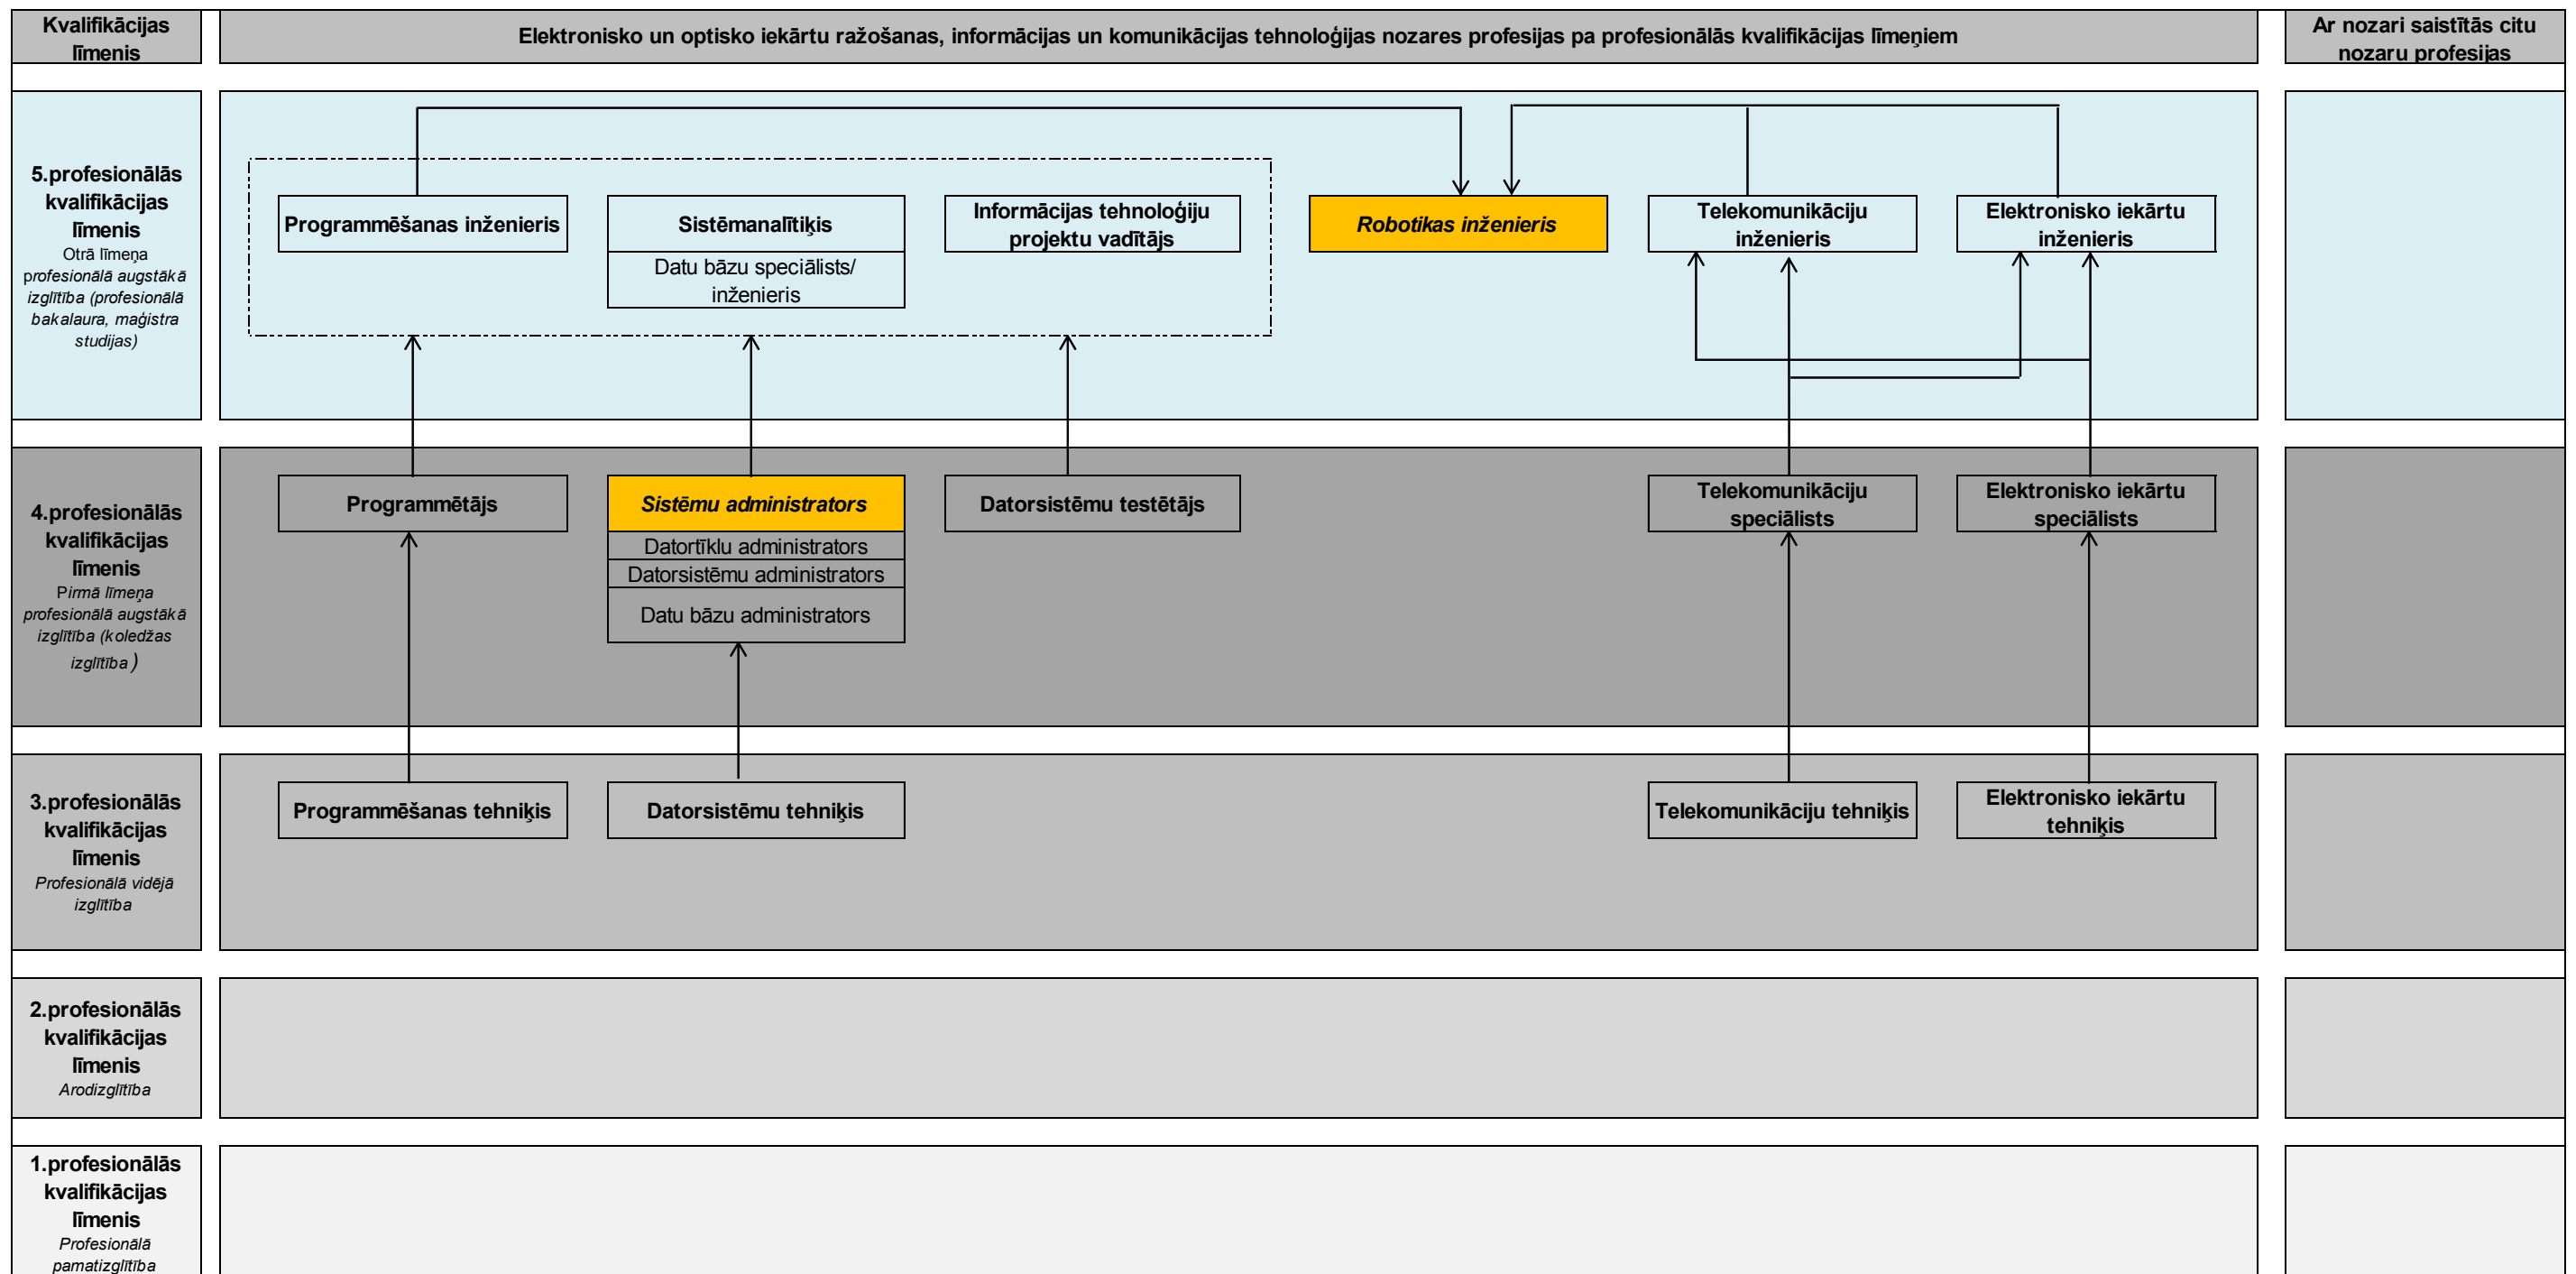 Kvalifikācijas
līmenis
Elektronisko un optisko iekārtu ražošanas, informācijas un komunikācijas tehnoloģijas nozares profesijas pa profesionālās kvalifikācijas līmeņiem
Ar nozari saistītās citu
nozaru profesijas
5.profesionālās
kvalifikācijas
līmenis
Otrā līmeņa
profesionālā augstākā
izglītība (profesionālā
bakalaura, maģistra
studijas)
Programmēšanas inženieris
Sistēmanalītiķis
Datu bāzu speciālists/
inženieris
Informācijas tehnoloģiju
projektu vadītājs
Robotikas inženieris
Telekomunikāciju
inženieris
Elektronisko iekārtu
inženieris
4.profesionālās
kvalifikācijas
līmenis
Pirmā līmeņa
profesionālā augstākā
izglītība (koledžas
izglītība)
Programmētājs
Sistēmu administrators
Datortīklu administrators
Datorsistēmu administrators
Datu bāzu administrators
Datorsistēmu testētājs
Telekomunikāciju
speciālists
Elektronisko iekārtu
speciālists
3.profesionālās
kvalifikācijas
līmenis
Profesionālā vidējā
izglītība
Programmēšanas tehniķis
Datorsistēmu tehniķis
Telekomunikāciju tehniķis
Elektronisko iekārtu
tehniķis
2.profesionālās
kvalifikācijas
līmenis
Arodizglītība
1.profesionālās
kvalifikācijas
līmenis
Profesionālā
pamatizglītība